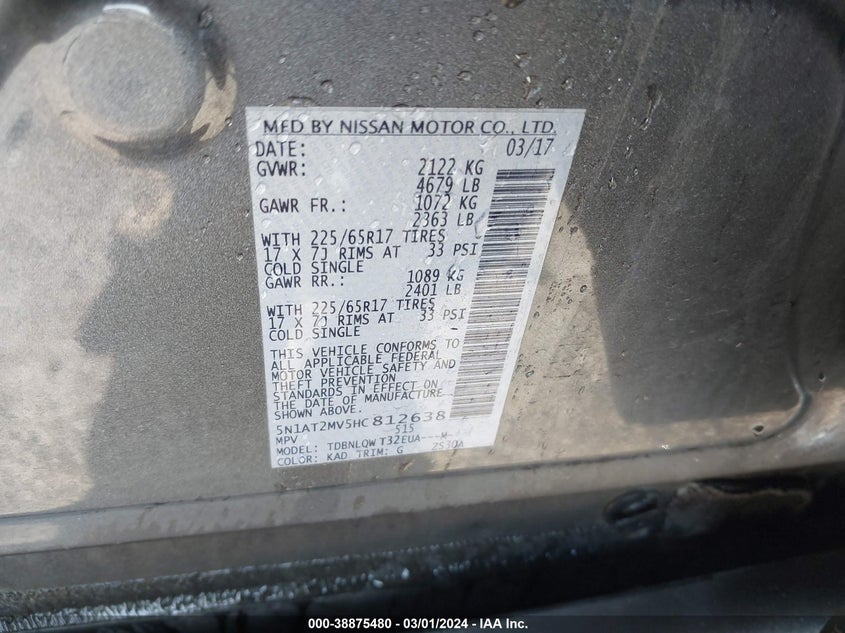 MFD BY NISSAN MOTOR CO., LTD.
DATE: 03/17
GVWR: 2122 KG
4679 LB
GAWR FR.: 1072 KG
2363 LB
WITH 225/65R17 TIRES
17 X 7J RIMS AT 33 PSI
COLD SINGLE
GAWR RR.: 1089 KG
2401 LB
WITH 225/65R17 TIRES
17 X 7J RIMS AT 33 PSI
COLD SINGLE
THIS VEHICLE CONFORMS TO
ALL APPLICABLE FEDERAL
MOTOR VEHICLE SAFETY AND
THEFT PREVENTION
STANDARDS IN EFFECT ON
THE DATE OF MANUFACTURE
SHOWN ABOVE.
5N1AT2MV5HC812638
MPV 515
MODEL: TDBNLQW T32EUA---M-
COLOR: KAD TRIM: G 2S30A
000-38875480 - 03/01/2024 - IAA Inc.